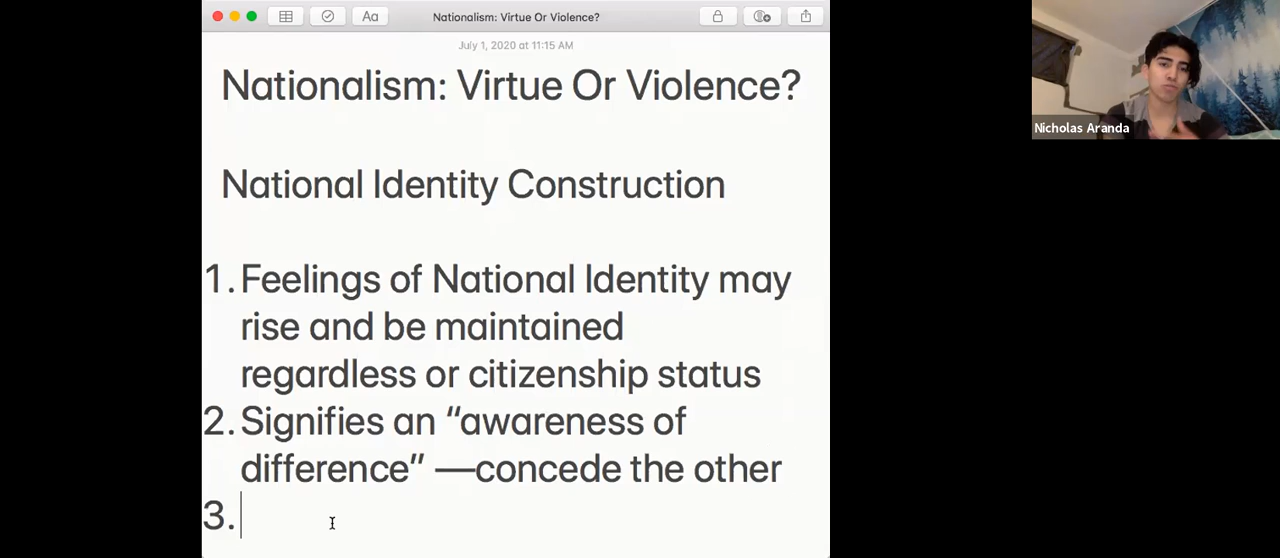 Aa
Nationalism: Virtue Or Violence?
July 1, 2020 at 11:15 AM
Nationalism: Virtue Or Violence?
National Identity Construction
1. Feelings of National Identity may
rise and be maintained
regardless or citizenship status
2. Signifies an “awareness of
difference” —concede the other
3.
Nicholas Aranda